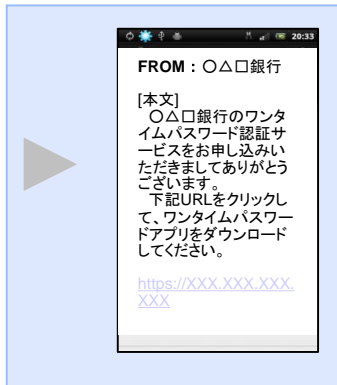 20:33
FROM：〇△□銀行
[本文]
　〇△□銀行のワンタ
イムパスワード認証サ
ービスをお申し込みい
ただきましてありがとう
ございます。
　下記URLをクリックし
て、ワンタイムパスワー
ドアプリをダウンロード
してください。
https://XXX.XXX.XXX.
XXX